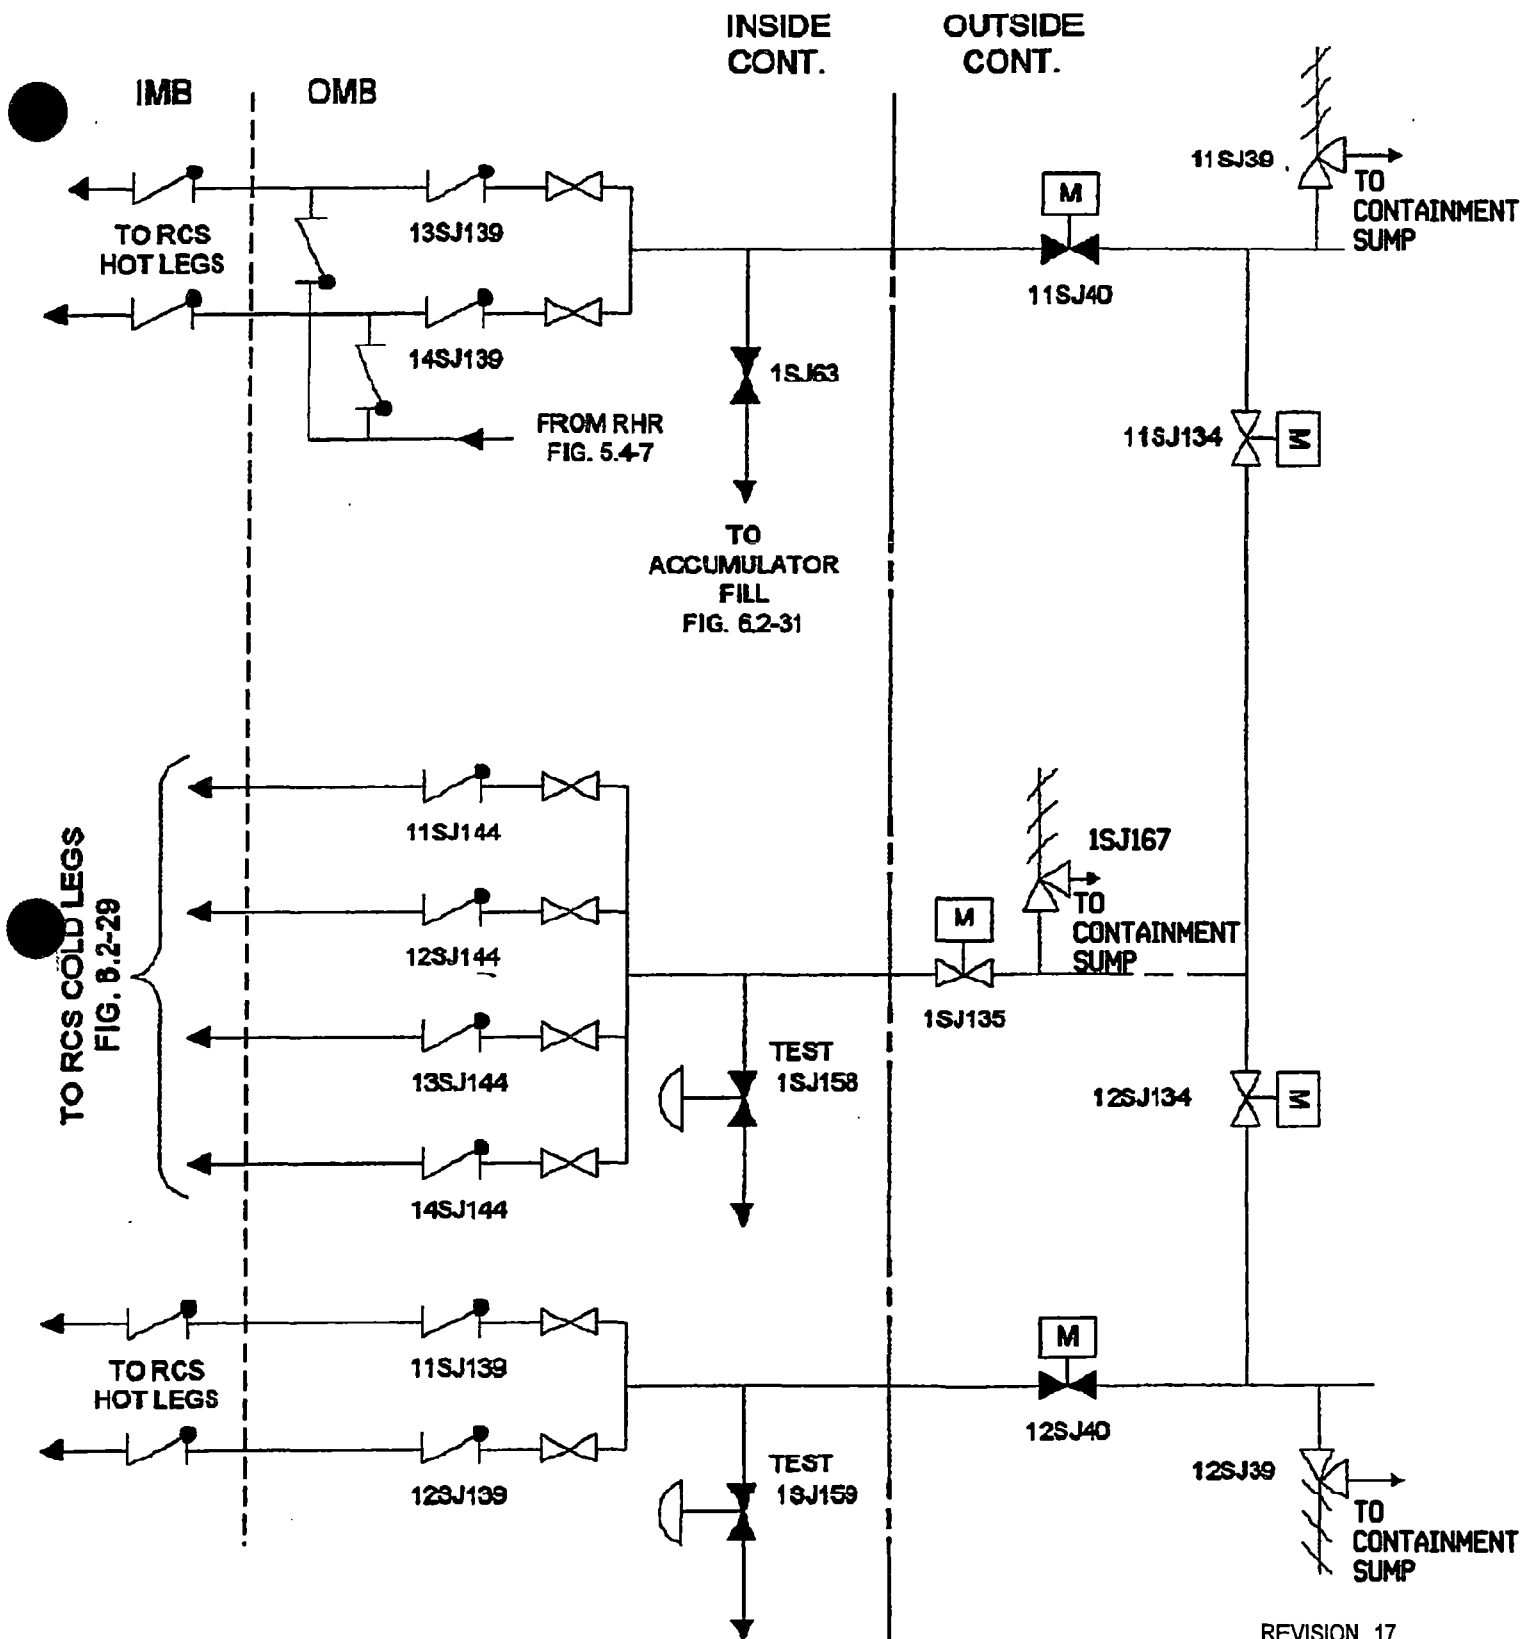 INSIDE
CONT.
OUTSIDE
CONT.
IMB
OMB
11SJ39
M
TO
CONTAINMENT
SUMP
TO RCS
HOT LEGS
13SJ139
11SJ40
14SJ139
1SJ63
FROM RHR
FIG. 5.4-7
11SJ134
M
TO
ACCUMULATOR
FILL
FIG. 6.2-31
TO RCS COLD LEGS
FIG. 6.2-29
11SJ144
1SJ167
M
TO
CONTAINMENT
SUMP
12SJ144
1SJ135
TEST
1SJ158
13SJ144
12SJ134
M
14SJ144
M
TO RCS
HOT LEGS
11SJ139
12SJ40
TEST
1SJ159
12SJ139
12SJ39
TO
CONTAINMENT
SUMP
REVISION 17